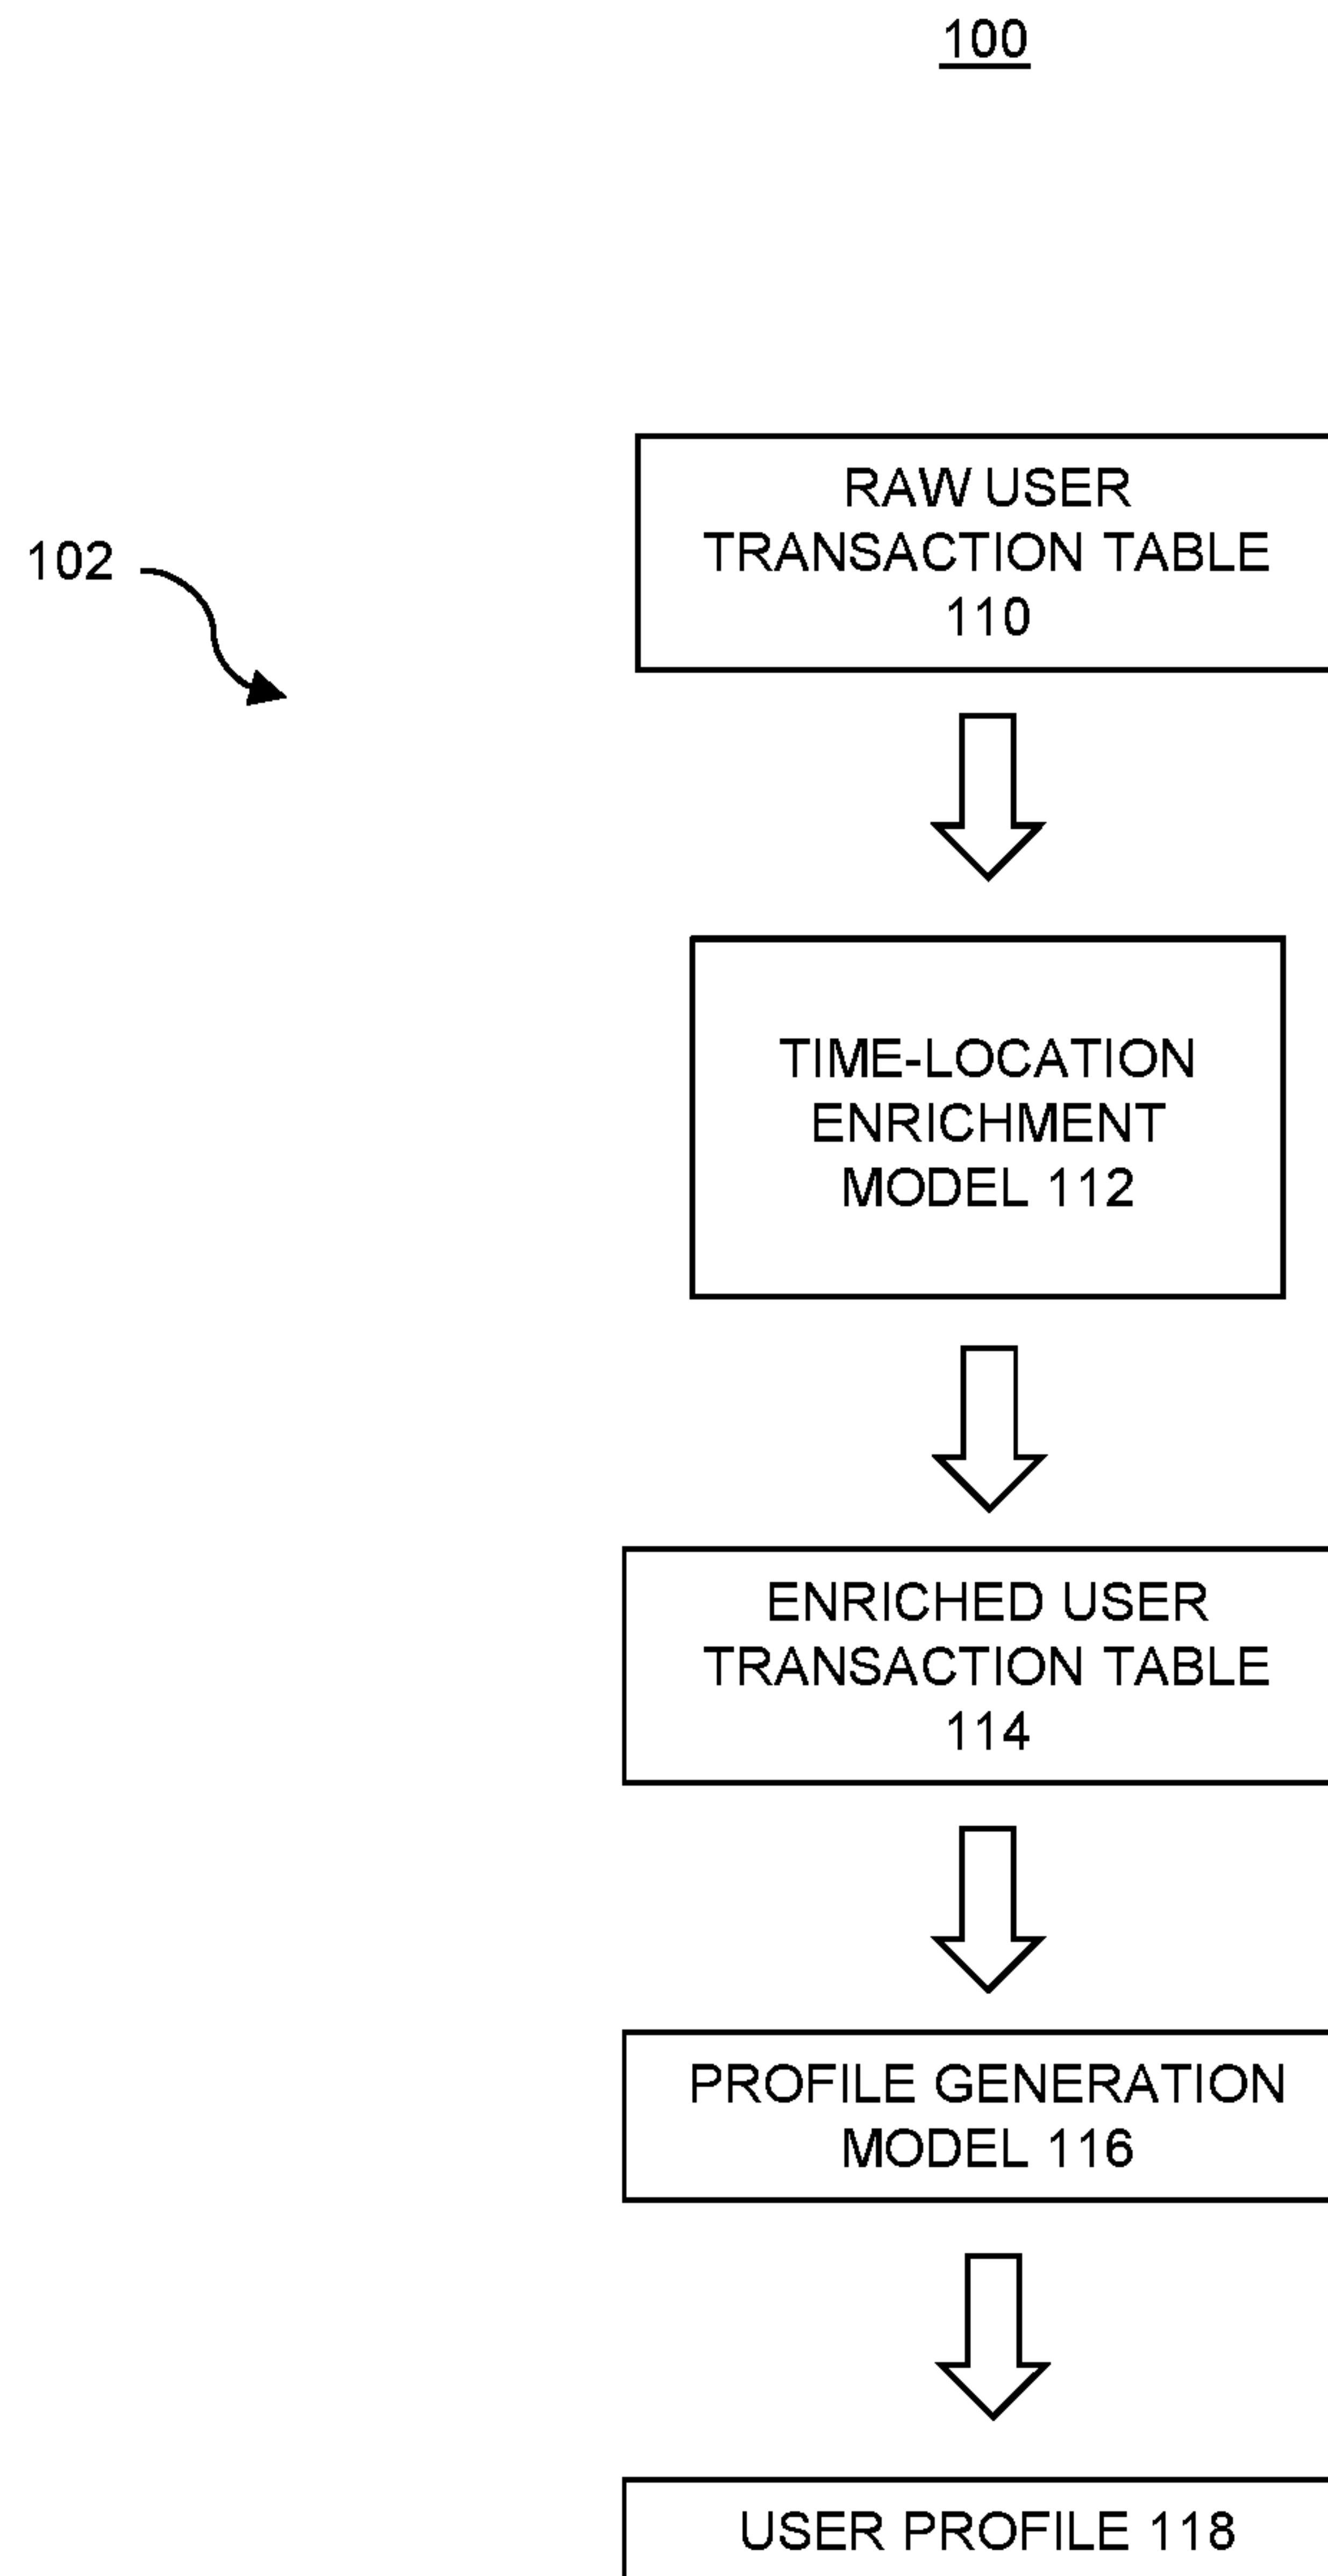 100
RAW USER
TRANSACTION TABLE
110
102
TIME-LOCATION
ENRICHMENT
MODEL 112
ENRICHED USER
TRANSACTION TABLE
114
PROFILE GENERATION
MODEL 116
USER PROFILE 118